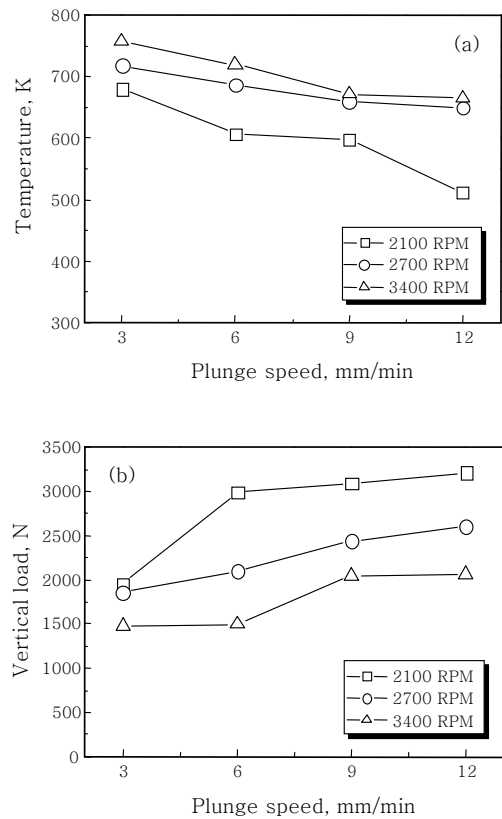 800
(a)
700
600
500
400
300
Temperature, K
2100 RPM
2700 RPM
3400 RPM
3 6 9 12
Plunge speed, mm/min
3500
(b)
3000
2500
2000
1500
1000
500
0
Vertical load, N
2100 RPM
2700 RPM
3400 RPM
3 6 9 12
Plunge speed, mm/min